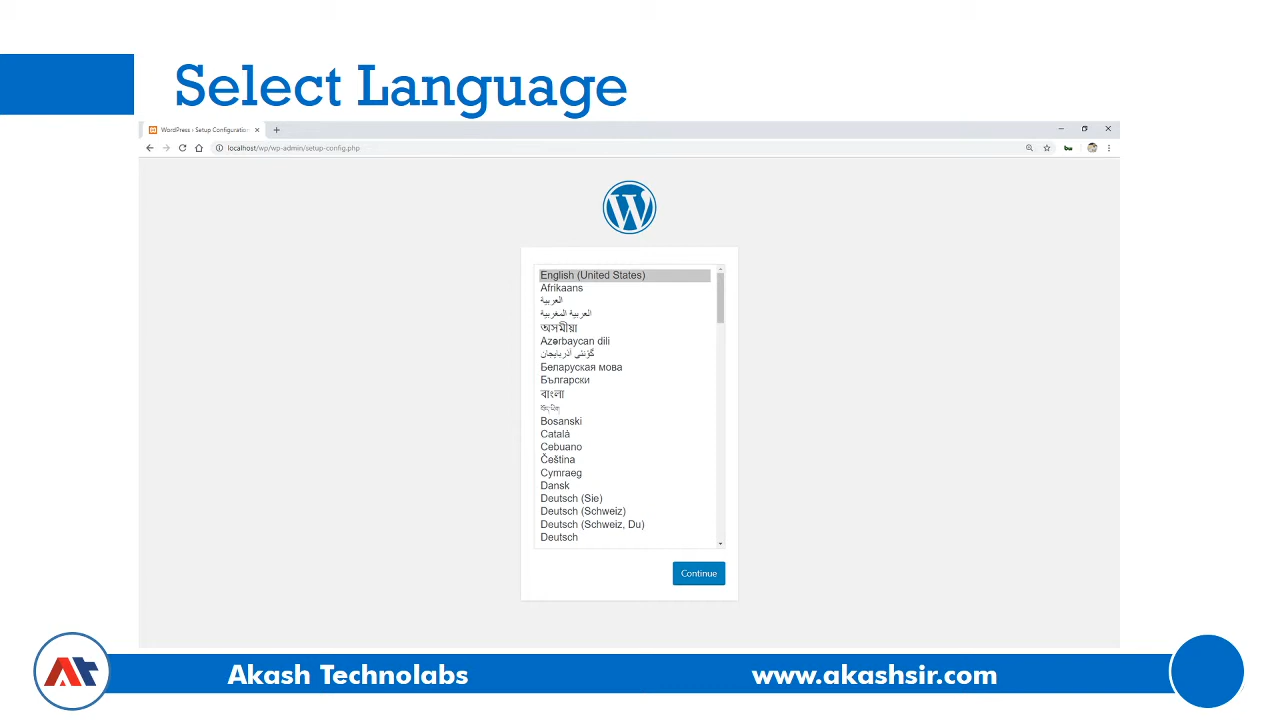 Select Language
WordPress › Setup Configuratio
localhost/wp/wp-admin/setup-config.php
English (United States)
Afrikaans
العربية
العربية المغربية
অসমীয়া
Azərbaycan dili
گؤنئی آذربایجان
Беларуская мова
Български
বাংলা
Bosanski
Català
Cebuano
Čeština
Cymraeg
Dansk
Deutsch (Sie)
Deutsch (Schweiz)
Deutsch (Schweiz, Du)
Deutsch
Continue
Akash Technolabs
www.akashsir.com